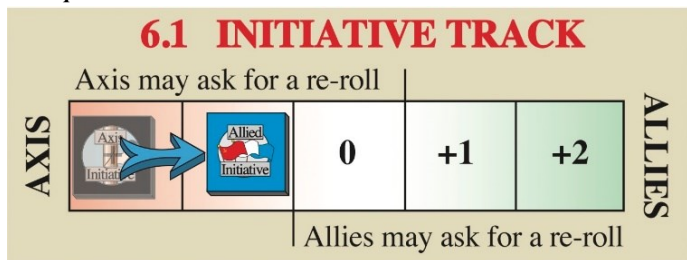 6.1 INITIATIVE TRACK
Axis may ask for a re-roll
AXIS
Axis
Initiative
Allied
Initiative
0
+1
+2
ALLIES
Allies may ask for a re-roll